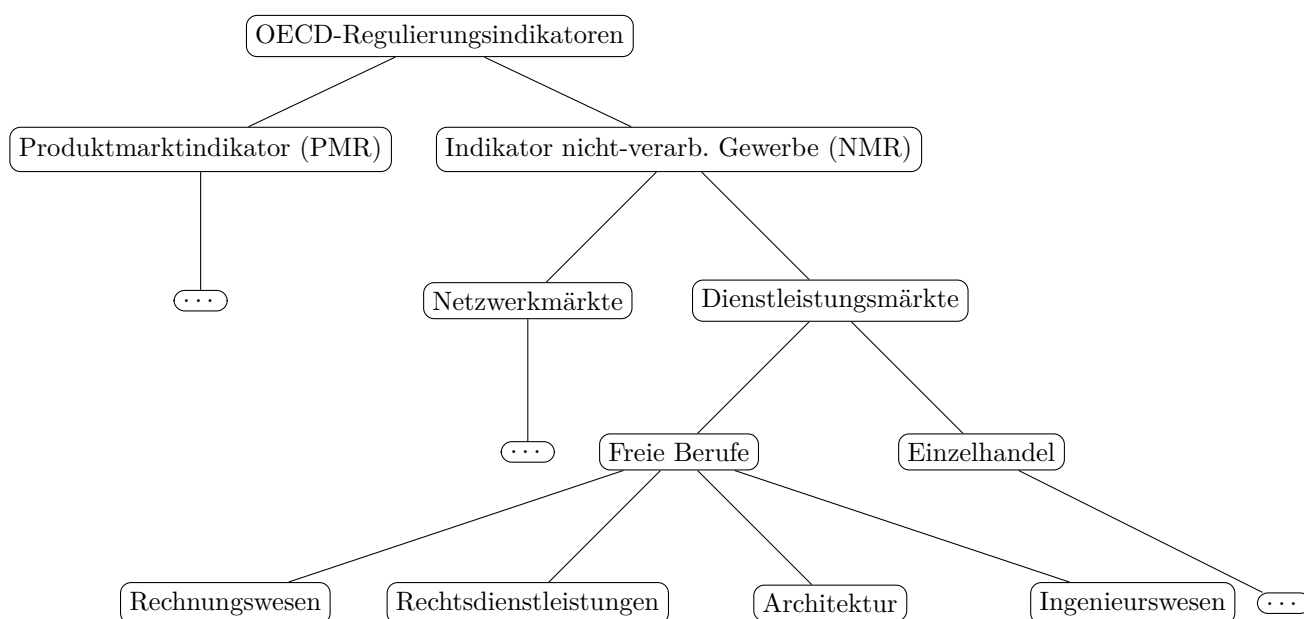 OECD-Regulierungsindikatoren
Produktmarktindikator (PMR)
Indikator nicht-verarb. Gewerbe (NMR)
...
Netzwerkmärkte
Dienstleistungsmärkte
...
Freie Berufe
Einzelhandel
Rechnungswesen
Rechtsdienstleistungen
Architektur
Ingenieurswesen
...